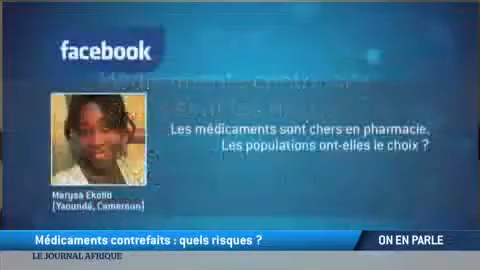 facebook
Les médicaments sont chers en pharmacie.
Les populations ont-elles le choix ?
Maryse Ekotto
(Yaoundé, Cameroun)
Médicaments contrefaits : quels risques ?
ON EN PARLE
LE JOURNAL AFRIQUE